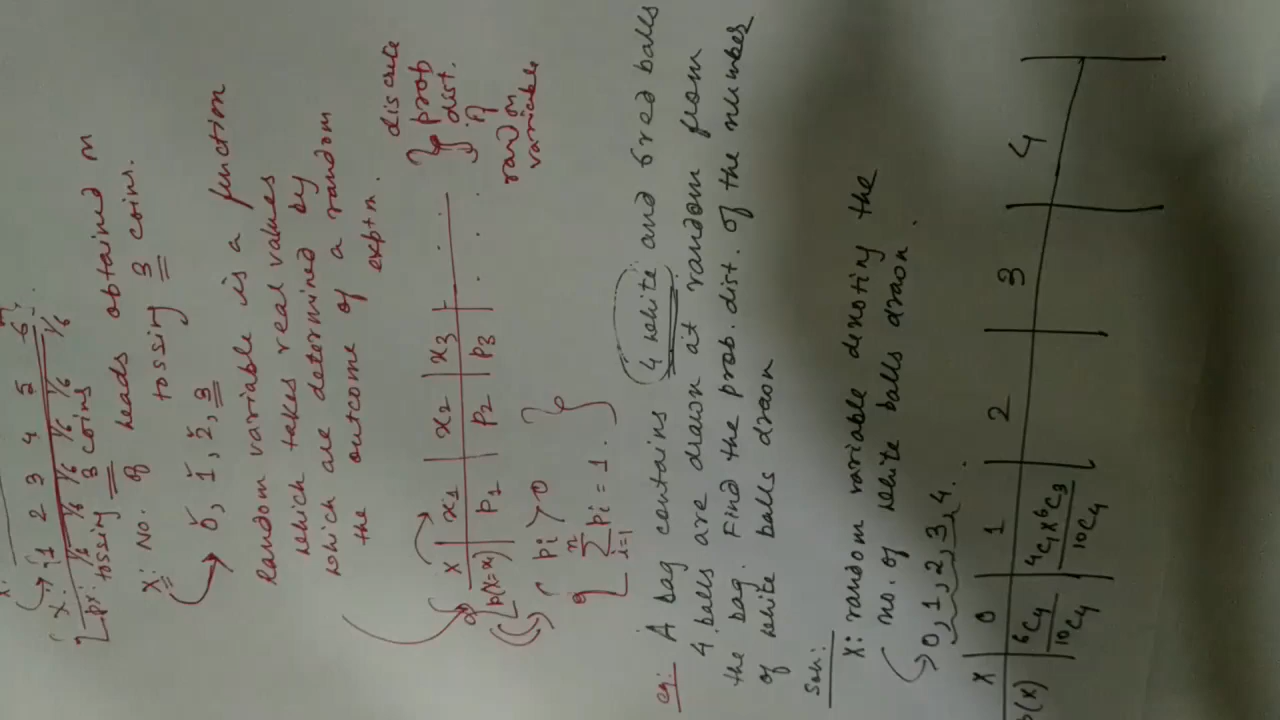 X: 1 2 3 4 5 6
px: 1/6 1/6 1/6 1/6 1/6 1/6
tossing 3 coins
X: No. of heads obtained in
tossing 3 coins.
0, 1, 2, 3
random variable is a function
which takes real values
which are determined by
the outcome of a random
exptm.
X x1 x2 x3 . . .
p(X=xi) p1 p2 p3 . . .
discrete
prob
dist.
of
random
variable
pi > 0
n
∑ pi = 1.
i=1
eg: A bag contains 4 white and 6 red balls
4 balls are drawn at random from
the bag. Find the prob. dist. of the number
of white balls drawn
Soln:
X: random variable denoting the
no. of white balls drawn.
0, 1, 2, 3, 4.
X 0 1 2 3 4
p(x) ⁶C₄/¹⁰C₄ ⁴C₁×⁶C₃/¹⁰C₄